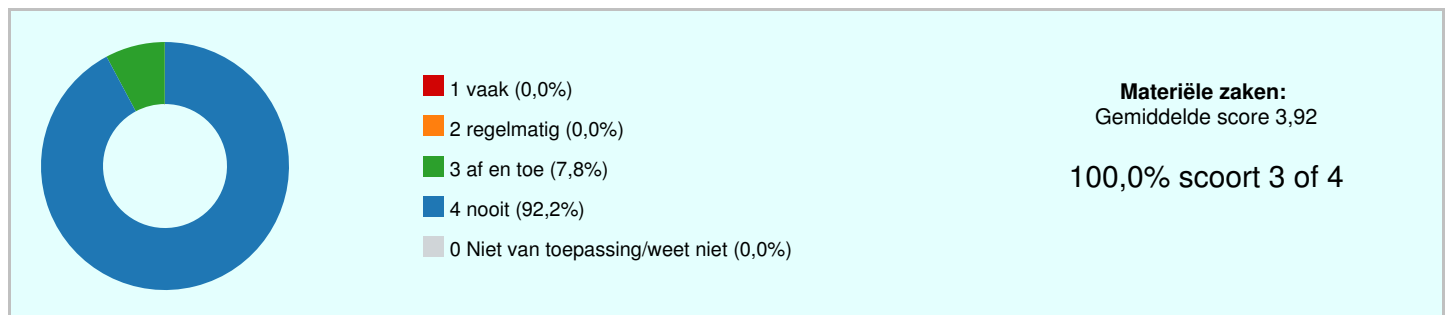 1 vaak (0,0%)
2 regelmatig (0,0%)
3 af en toe (7,8%)
4 nooit (92,2%)
0 Niet van toepassing/weet niet (0,0%)
Materiële zaken:
Gemiddelde score 3,92
100,0% scoort 3 of 4